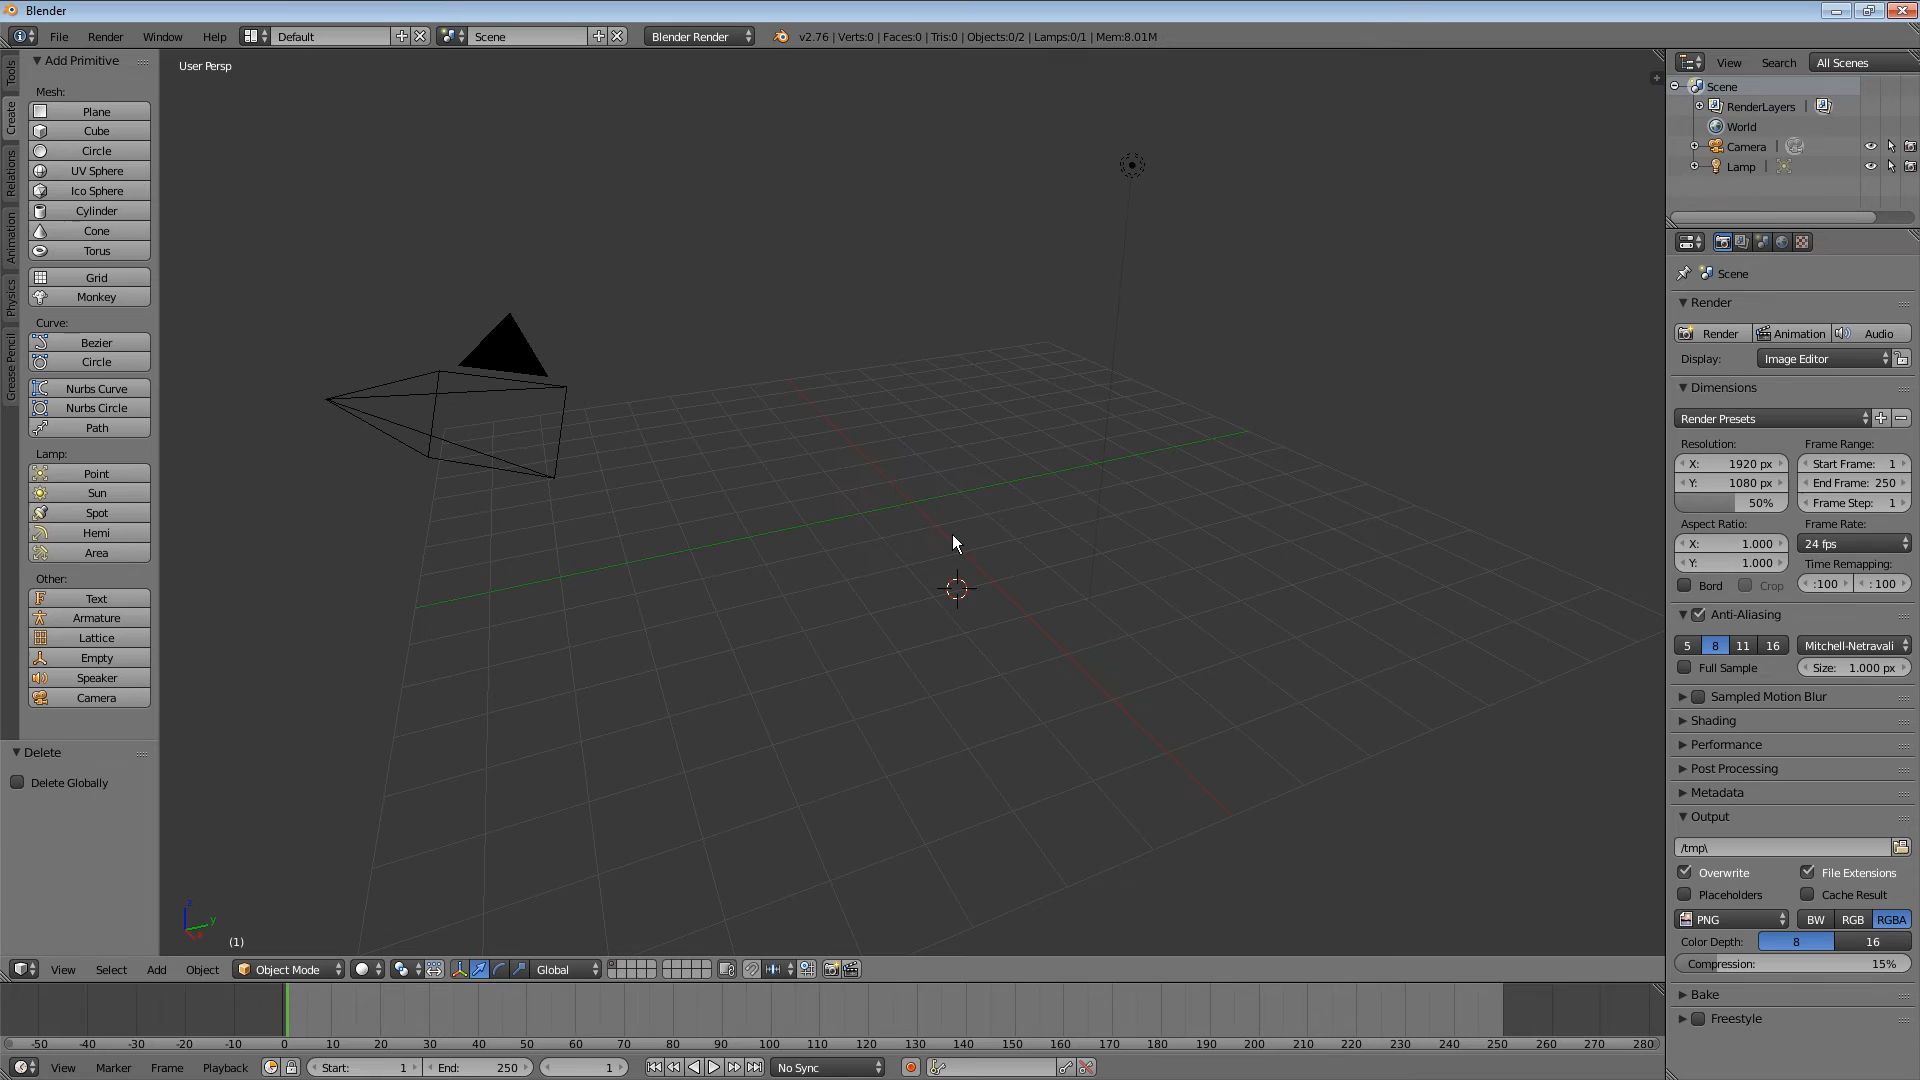 Blender
File Render Window Help Default Scene Blender Render v2.76 | Verts:0 | Faces:0 | Tris:0 | Objects:0/2 | Lamps:0/1 | Mem:8.01M
Tools
Create
Relations
Animation
Physics
Grease Pencil
Add Primitive
Mesh:
Plane
Cube
Circle
UV Sphere
Ico Sphere
Cylinder
Cone
Torus
Grid
Monkey
Curve:
Bezier
Circle
Nurbs Curve
Nurbs Circle
Path
Lamp:
Point
Sun
Spot
Hemi
Area
Other:
Text
Armature
Lattice
Empty
Speaker
Camera
Delete
Delete Globally
User Persp
z
y
x
(1)
View Search All Scenes
Scene
RenderLayers |
World
Camera |
Lamp |
Scene
Render
Render Animation Audio
Display: Image Editor
Dimensions
Render Presets
Resolution: Frame Range:
X: 1920 px Start Frame: 1
Y: 1080 px End Frame: 250
50% Frame Step: 1
Aspect Ratio: Frame Rate:
X: 1.000 24 fps
Y: 1.000 Time Remapping:
Bord Crop :100 : 100
Anti-Aliasing
5 8 11 16 Mitchell-Netravali
Full Sample Size: 1.000 px
Sampled Motion Blur
Shading
Performance
Post Processing
Metadata
Output
/tmp\
Overwrite File Extensions
Placeholders Cache Result
PNG BW RGB RGBA
Color Depth: 8 16
Compression: 15%
Bake
Freestyle
View Select Add Object Object Mode Global
-50 -40 -30 -20 -10 0 10 20 30 40 50 60 70 80 90 100 110 120 130 140 150 160 170 180 190 200 210 220 230 240 250 260 270 280
View Marker Frame Playback Start: 1 End: 250 1 No Sync